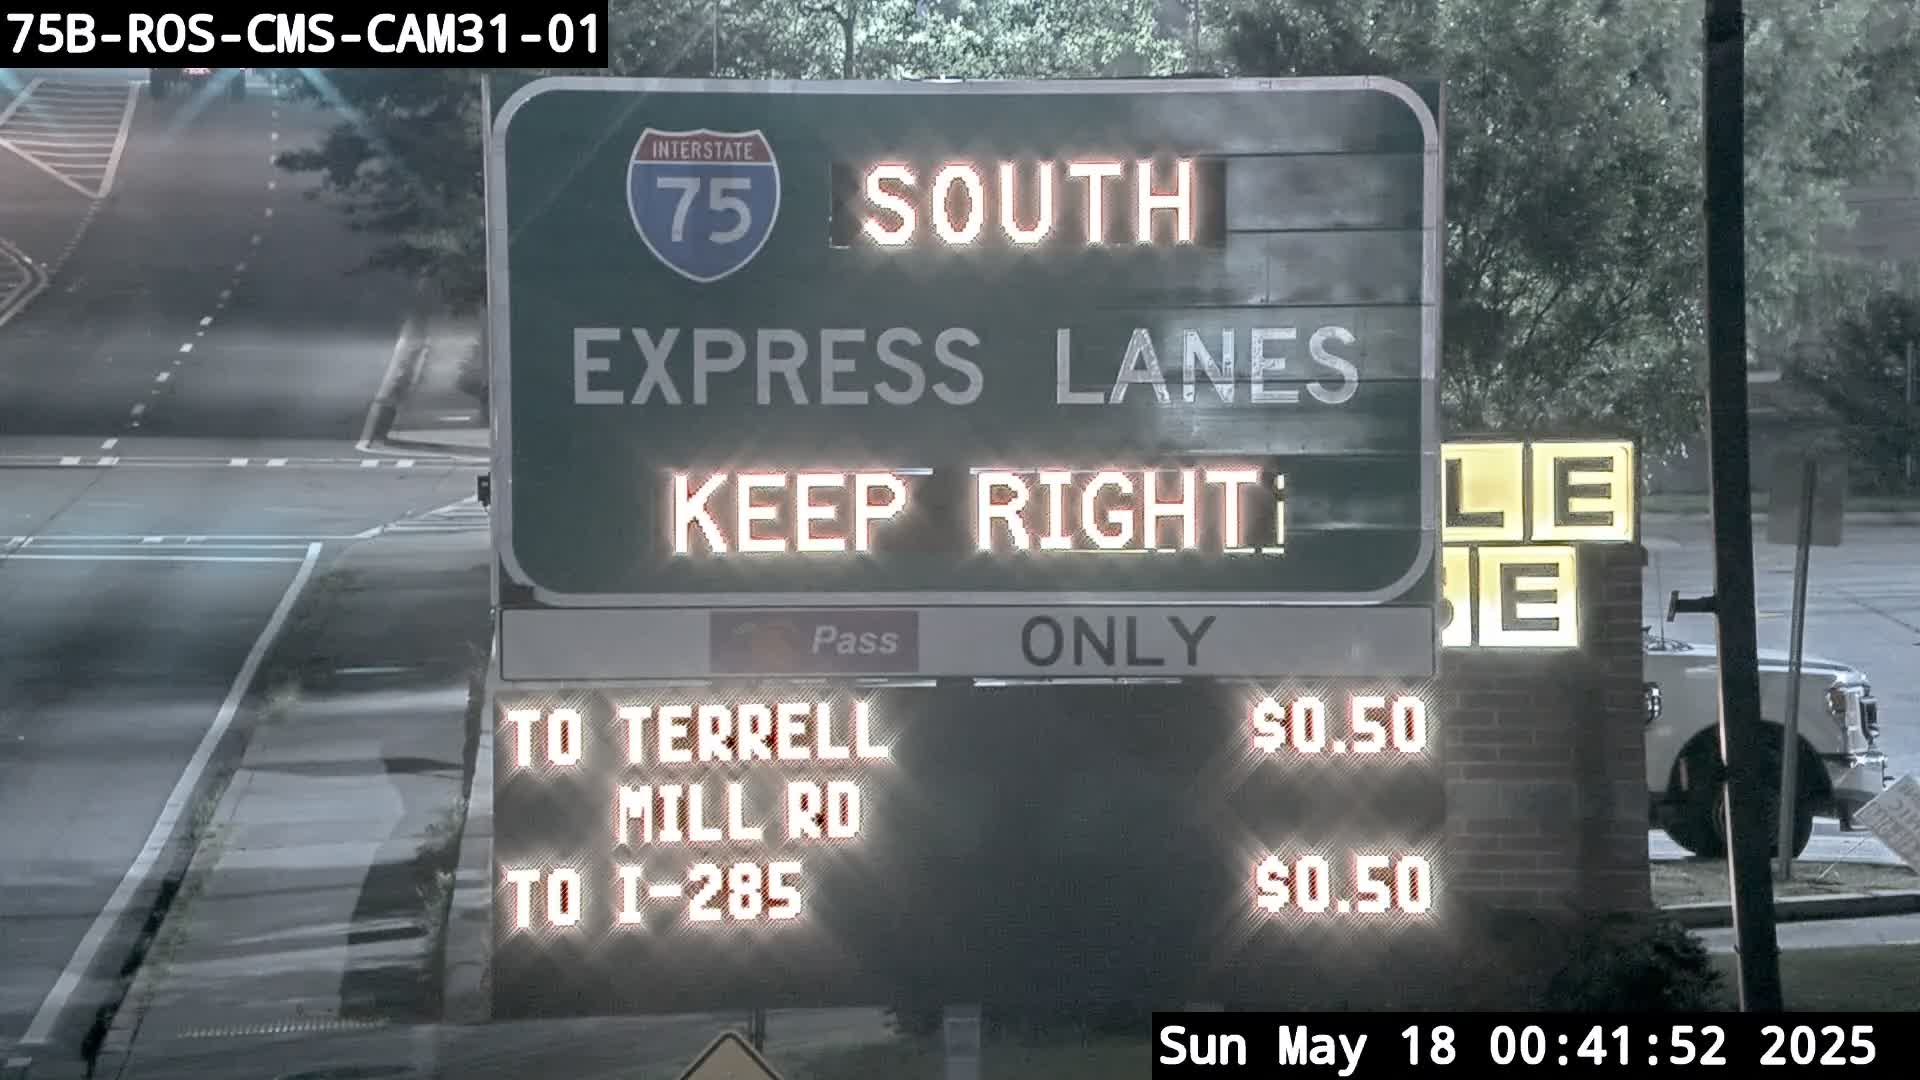 75B-ROS-CMS-CAM31-01
INTERSTATE
75
SOUTH
EXPRESS LANES
KEEP RIGHT
Pass ONLY
TO TERRELL $0.50
MILL RD
TO I-285 $0.50
LE
E
Sun May 18 00:41:52 2025